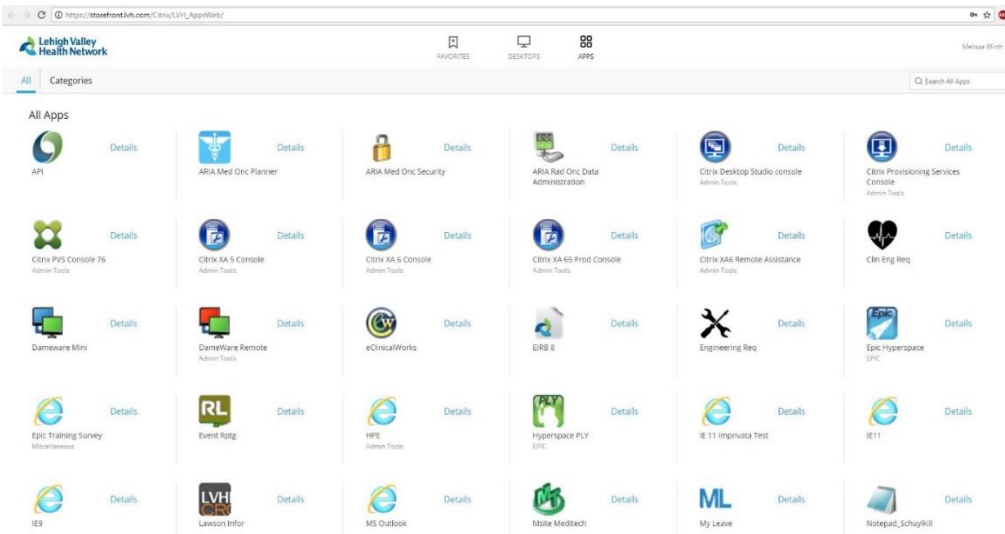 https://storefront.lvh.com/Citrix/LVH_AppsWeb/
Lehigh Valley
Health Network
FAVORITES
DESKTOPS
APPS
Melissa Wirth
All
Categories
Search All Apps
All Apps
Details
Details
Details
Details
Details
Details
API
ARIA Med Onc Planner
ARIA Med Onc Security
ARIA Rad Onc Data
Administration
Citrix Desktop Studio console
Admin Tools
Citrix Provisioning Services
Console
Admin Tools
Details
Details
Details
Details
Details
Details
Citrix PVS Console 76
Admin Tools
Citrix XA 5 Console
Admin Tools
Citrix XA 6 Console
Admin Tools
Citrix XA 65 Prod Console
Admin Tools
Citrix XA6 Remote Assistance
Admin Tools
Clin Eng Req
Details
Details
eCW
Details
Details
Details
Epic
Details
Dameware Mini
DameWare Remote
Admin Tools
eClinicalWorks
EIRB 8
Engineering Req
Epic Hyperspace
EPIC
Details
RL
Details
Details
PLY
Details
Details
Details
Epic Training Survey
Miscellaneous
Event Rptg
HPE
Admin Tools
Hyperspace PLY
EPIC
IE 11 Imprivata Test
IE11
Details
LVH
CRO
Details
Details
Details
ML
Details
Details
IE9
Lawson Infor
MS Outlook
Msite Meditech
My Leave
Notepad_Schuylkill